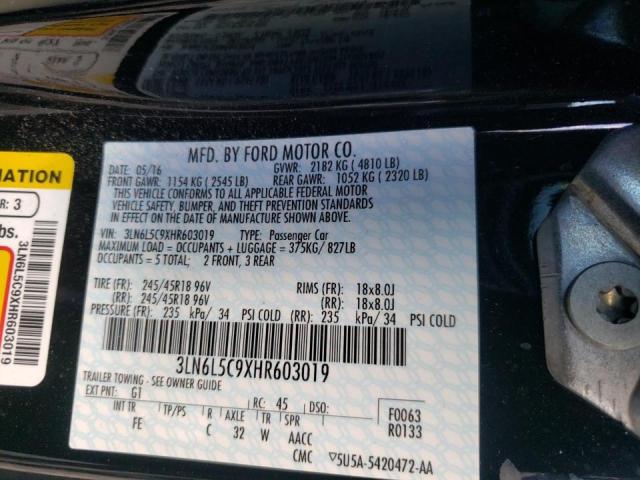 MFD. BY FORD MOTOR CO.
DATE: 05/16 GVWR: 2182 KG ( 4810 LB)
FRONT GAWR: 1154 KG ( 2545 LB) REAR GAWR: 1052 KG ( 2320 LB)
THIS VEHICLE CONFORMS TO ALL APPLICABLE FEDERAL MOTOR
VEHICLE SAFETY, BUMPER, AND THEFT PREVENTION STANDARDS
IN EFFECT ON THE DATE OF MANUFACTURE SHOWN ABOVE.
VIN: 3LN6L5C9XHR603019 TYPE: Passenger Car
MAXIMUM LOAD = OCCUPANTS + LUGGAGE = 375KG/ 827LB
OCCUPANTS = 5 TOTAL; 2 FRONT, 3 REAR
TIRE (FR): 245/45R18 96V RIMS (FR): 18x8.0J
(RR): 245/45R18 96V (RR): 18x8.0J
PRESSURE (FR): 235 kPa/ 34 PSI COLD (RR): 235 kPa/ 34 PSI COLD
3LN6L5C9XHR603019
TRAILER TOWING - SEE OWNER GUIDE
EXT PNT: G1 RC: 45 DSO: F0063
INT TR TP/PS R AXLE TR SPR R0133
FE C 32 W AACC
CMC ▽5U5A-5420472-AA
MATION
R: 3
lbs.
3LN6L5C9XHR603019